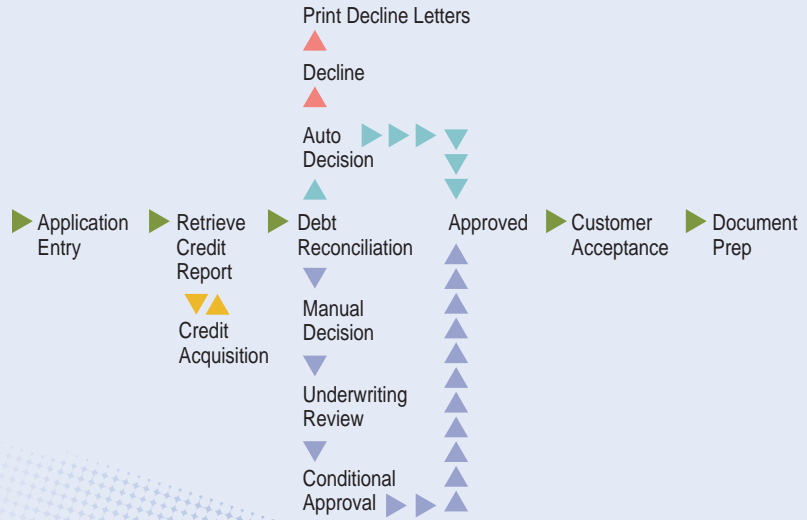 Print Decline Letters
Decline
Auto
Decision
Application
Entry
Retrieve
Credit
Report
Credit
Acquisition
Debt
Reconciliation
Manual
Decision
Underwriting
Review
Conditional
Approval
Approved
Customer
Acceptance
Document
Prep